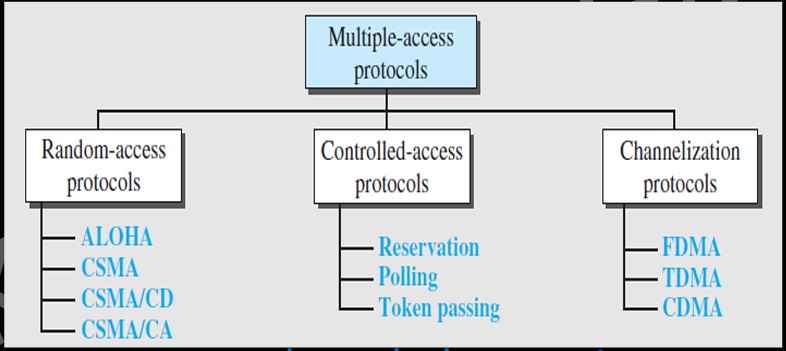 Multiple-access
protocols
Random-access
protocols
ALOHA
CSMA
CSMA/CD
CSMA/CA
Controlled-access
protocols
Reservation
Polling
Token passing
Channelization
protocols
FDMA
TDMA
CDMA